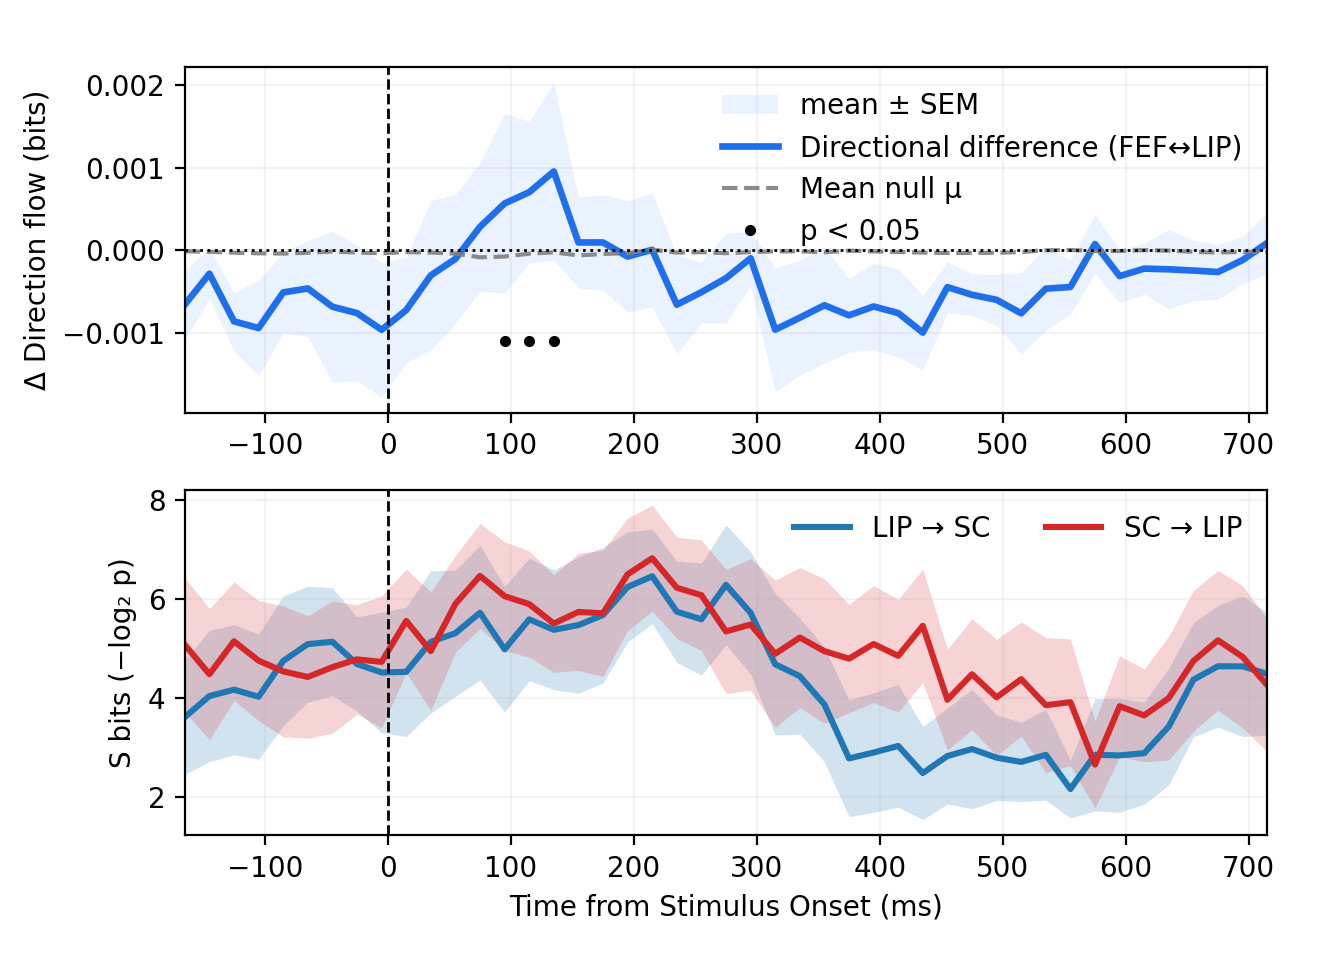 Δ Direction flow (bits)
0.002
0.001
0.000
−0.001
mean ± SEM
Directional difference (FEF↔LIP)
Mean null μ
p < 0.05
−100 0 100 200 300 400 500 600 700
S bits (−log₂ p)
8
6
4
2
LIP → SC SC → LIP
−100 0 100 200 300 400 500 600 700
Time from Stimulus Onset (ms)